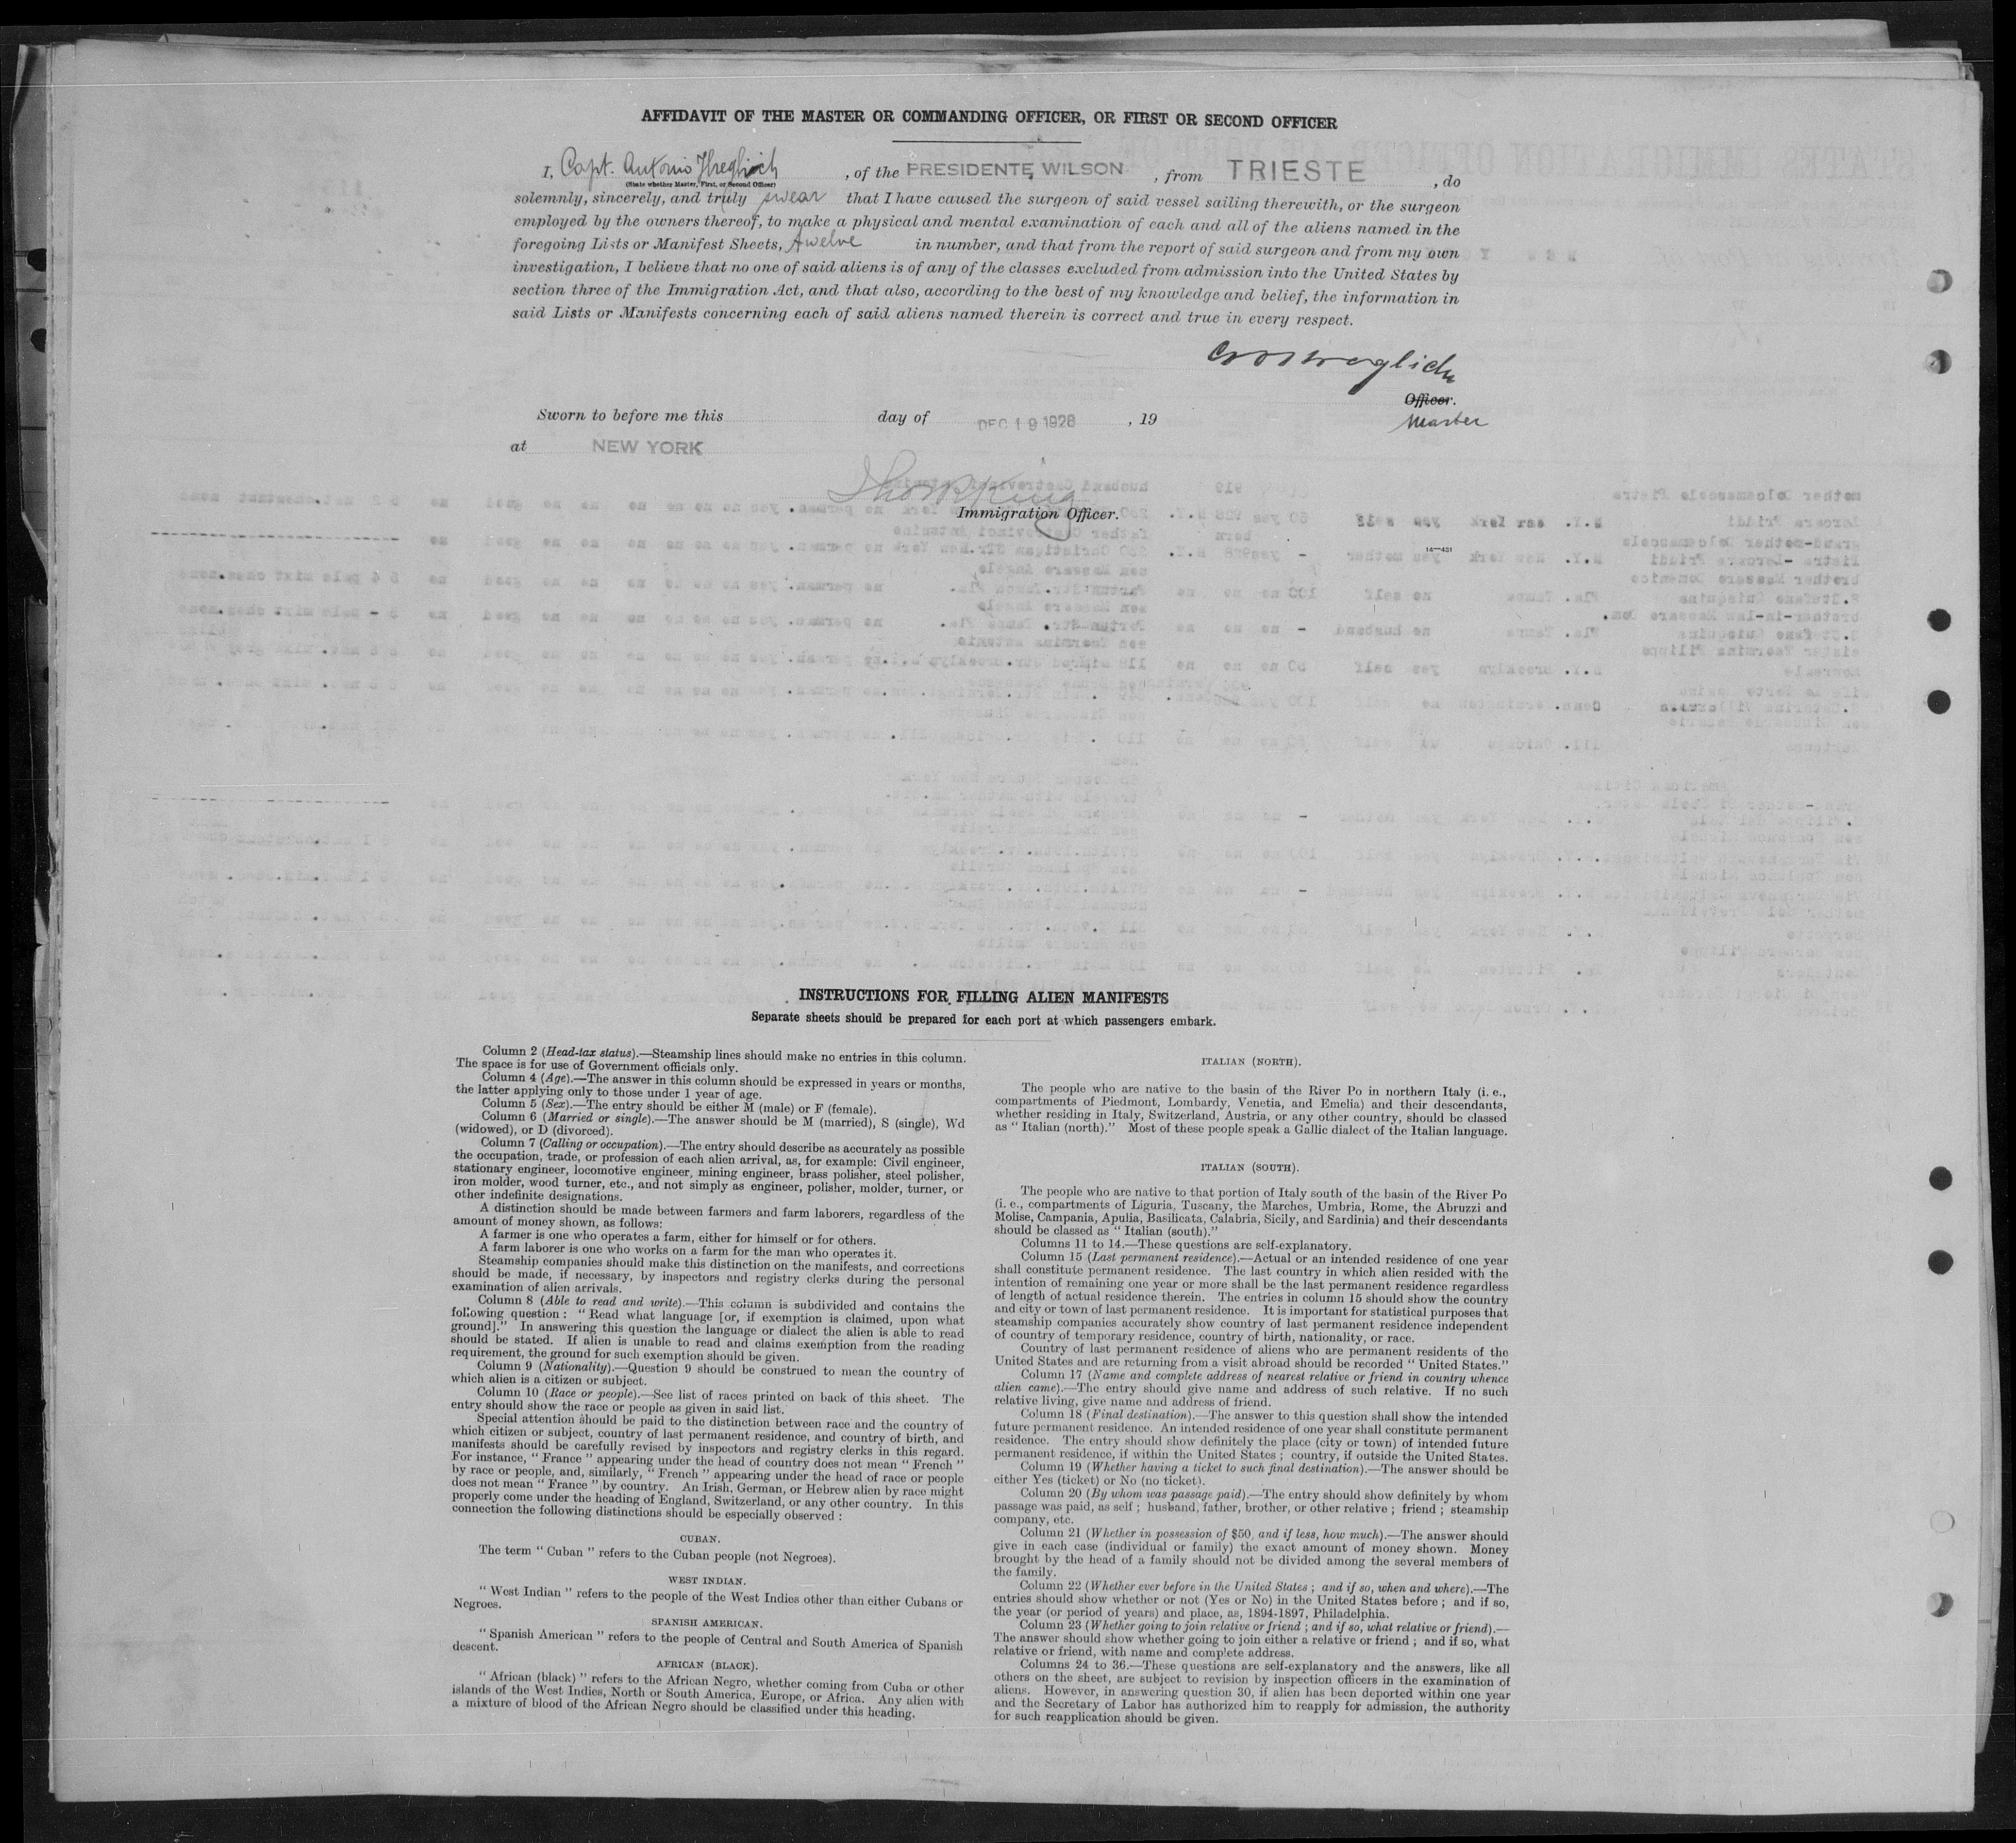 AFFIDAVIT OF THE MASTER OR COMMANDING OFFICER, OR FIRST OR SECOND OFFICER
I, Capt. Antonio , of the PRESIDENTE WILSON , from TRIESTE , do
(State whether Master, First, or Second Officer)
solemnly, sincerely, and truly swear that I have caused the surgeon of said vessel sailing therewith, or the surgeon
employed by the owners thereof, to make a physical and mental examination of each and all of the aliens named in the
foregoing Lists or Manifest Sheets, twelve in number, and that from the report of said surgeon and from my own
investigation, I believe that no one of said aliens is of any of the classes excluded from admission into the United States by
section three of the Immigration Act, and that also, according to the best of my knowledge and belief, the information in
said Lists or Manifests concerning each of said aliens named therein is correct and true in every respect.
Officer.
Master
Sworn to before me this day of DEC 19 1928 , 19
at NEW YORK
Immigration Officer.
14—431
INSTRUCTIONS FOR FILLING ALIEN MANIFESTS
Separate sheets should be prepared for each port at which passengers embark.
Column 2 (Head-tax status).—Steamship lines should make no entries in this column.
The space is for use of Government officials only.
Column 4 (Age).—The answer in this column should be expressed in years or months,
the latter applying only to those under 1 year of age.
Column 5 (Sex).—The entry should be either M (male) or F (female).
Column 6 (Married or single).—The answer should be M (married), S (single), Wd
(widowed), or D (divorced).
Column 7 (Calling or occupation).—The entry should describe as accurately as possible
the occupation, trade, or profession of each alien arrival, as, for example: Civil engineer,
stationary engineer, locomotive engineer, mining engineer, brass polisher, steel polisher,
iron molder, wood turner, etc., and not simply as engineer, polisher, molder, turner, or
other indefinite designations.
A distinction should be made between farmers and farm laborers, regardless of the
amount of money shown, as follows:
A farmer is one who operates a farm, either for himself or for others.
A farm laborer is one who works on a farm for the man who operates it.
Steamship companies should make this distinction on the manifests, and corrections
should be made, if necessary, by inspectors and registry clerks during the personal
examination of alien arrivals.
Column 8 (Able to read and write).—This column is subdivided and contains the
following question: " Read what language [or, if exemption is claimed, upon what
ground]." In answering this question the language or dialect the alien is able to read
should be stated. If alien is unable to read and claims exemption from the reading
requirement, the ground for such exemption should be given.
Column 9 (Nationality).—Question 9 should be construed to mean the country of
which alien is a citizen or subject.
Column 10 (Race or people).—See list of races printed on back of this sheet. The
entry should show the race or people as given in said list.
Special attention should be paid to the distinction between race and the country of
which citizen or subject, country of last permanent residence, and country of birth, and
manifests should be carefully revised by inspectors and registry clerks in this regard.
For instance, " France " appearing under the head of country does not mean " French "
by race or people, and, similarly, " French " appearing under the head of race or people
does not mean " France " by country. An Irish, German, or Hebrew alien by race might
properly come under the heading of England, Switzerland, or any other country. In this
connection the following distinctions should be especially observed :
CUBAN.
The term " Cuban " refers to the Cuban people (not Negroes).
WEST INDIAN.
" West Indian " refers to the people of the West Indies other than either Cubans or
Negroes.
SPANISH AMERICAN.
" Spanish American " refers to the people of Central and South America of Spanish
descent.
AFRICAN (BLACK).
" African (black) " refers to the African Negro, whether coming from Cuba or other
islands of the West Indies, North or South America, Europe, or Africa. Any alien with
a mixture of blood of the African Negro should be classified under this heading.
ITALIAN (NORTH).
The people who are native to the basin of the River Po in northern Italy (i. e.,
compartments of Piedmont, Lombardy, Venetia, and Emelia) and their descendants,
whether residing in Italy, Switzerland, Austria, or any other country, should be classed
as " Italian (north)." Most of these people speak a Gallic dialect of the Italian language.
ITALIAN (SOUTH).
The people who are native to that portion of Italy south of the basin of the River Po
(i. e., compartments of Liguria, Tuscany, the Marches, Umbria, Rome, the Abruzzi and
Molise, Campania, Apulia, Basilicata, Calabria, Sicily, and Sardinia) and their descendants
should be classed as " Italian (south)."
Columns 11 to 14.—These questions are self-explanatory.
Column 15 (Last permanent residence).—Actual or an intended residence of one year
shall constitute permanent residence. The last country in which alien resided with the
intention of remaining one year or more shall be the last permanent residence regardless
of length of actual residence therein. The entries in column 15 should show the country
and city or town of last permanent residence. It is important for statistical purposes that
steamship companies accurately show country of last permanent residence independent
of country of temporary residence, country of birth, nationality, or race.
Country of last permanent residence of aliens who are permanent residents of the
United States and are returning from a visit abroad should be recorded " United States."
Column 17 (Name and complete address of nearest relative or friend in country whence
alien came).—The entry should give name and address of such relative. If no such
relative living, give name and address of friend.
Column 18 (Final destination).—The answer to this question shall show the intended
future permanent residence. An intended residence of one year shall constitute permanent
residence. The entry should show definitely the place (city or town) of intended future
permanent residence, if within the United States ; country, if outside the United States.
Column 19 (Whether having a ticket to such final destination).—The answer should be
either Yes (ticket) or No (no ticket).
Column 20 (By whom was passage paid).—The entry should show definitely by whom
passage was paid, as self ; husband, father, brother, or other relative ; friend ; steamship
company, etc.
Column 21 (Whether in possession of $50, and if less, how much).—The answer should
give in each case (individual or family) the exact amount of money shown. Money
brought by the head of a family should not be divided among the several members of
the family.
Column 22 (Whether ever before in the United States ; and if so, when and where).—The
entries should show whether or not (Yes or No) in the United States before ; and if so,
the year (or period of years) and place, as, 1894-1897, Philadelphia.
Column 23 (Whether going to join relative or friend ; and if so, what relative or friend).—
The answer should show whether going to join either a relative or friend ; and if so, what
relative or friend, with name and complete address.
Columns 24 to 36.—These questions are self-explanatory and the answers, like all
others on the sheet, are subject to revision by inspection officers in the examination of
aliens. However, in answering question 30, if alien has been deported within one year
and the Secretary of Labor has authorized him to reapply for admission, the authority
for such reapplication should be given.